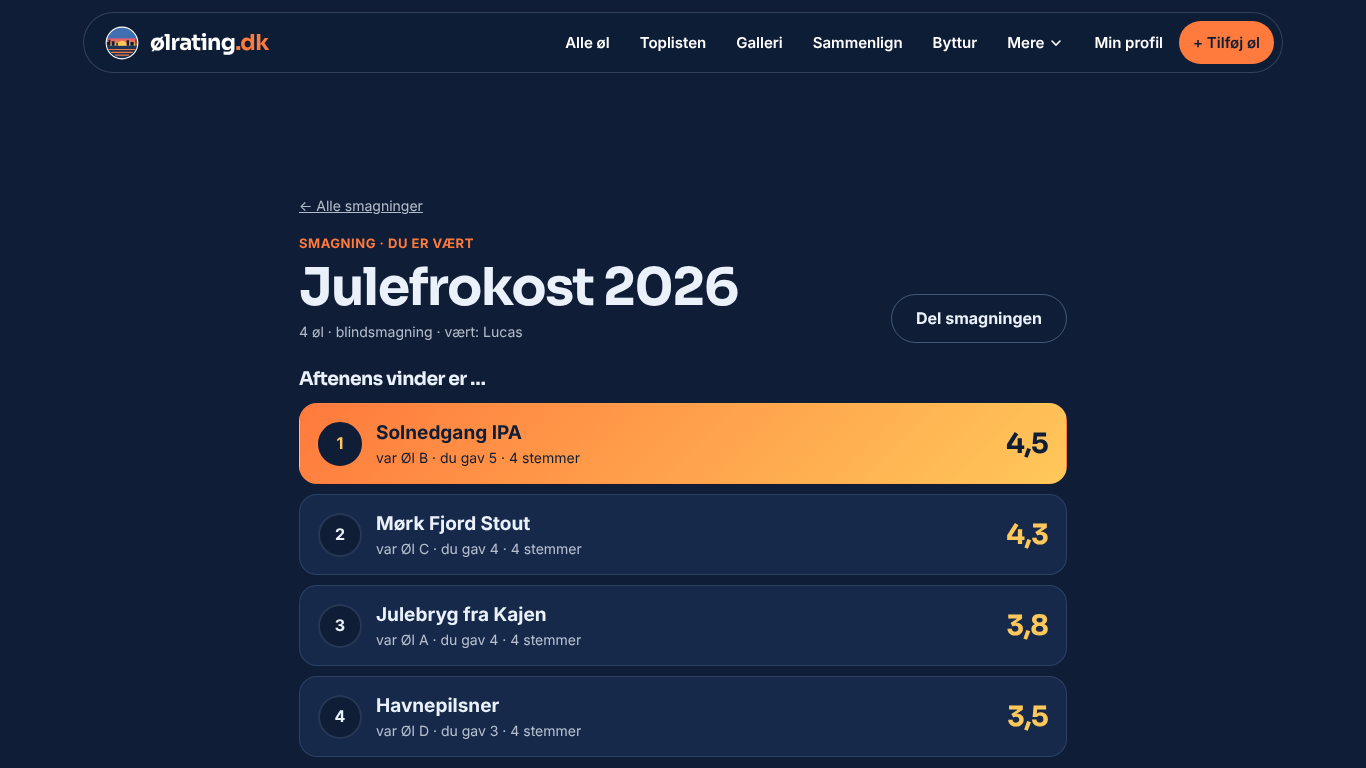 ølrating.dk
Alle øl
Toplisten
Galleri
Sammenlign
Byttur
Mere
Min profil
+ Tilføj øl
← Alle smagninger
SMAGNING · DU ER VÆRT
Julefrokost 2026
4 øl · blindsmagning · vært: Lucas
Del smagningen
Aftenens vinder er ...
1
Solnedgang IPA
var Øl B · du gav 5 · 4 stemmer
4,5
2
Mørk Fjord Stout
var Øl C · du gav 4 · 4 stemmer
4,3
3
Julebryg fra Kajen
var Øl A · du gav 4 · 4 stemmer
3,8
4
Havnepilsner
var Øl D · du gav 3 · 4 stemmer
3,5